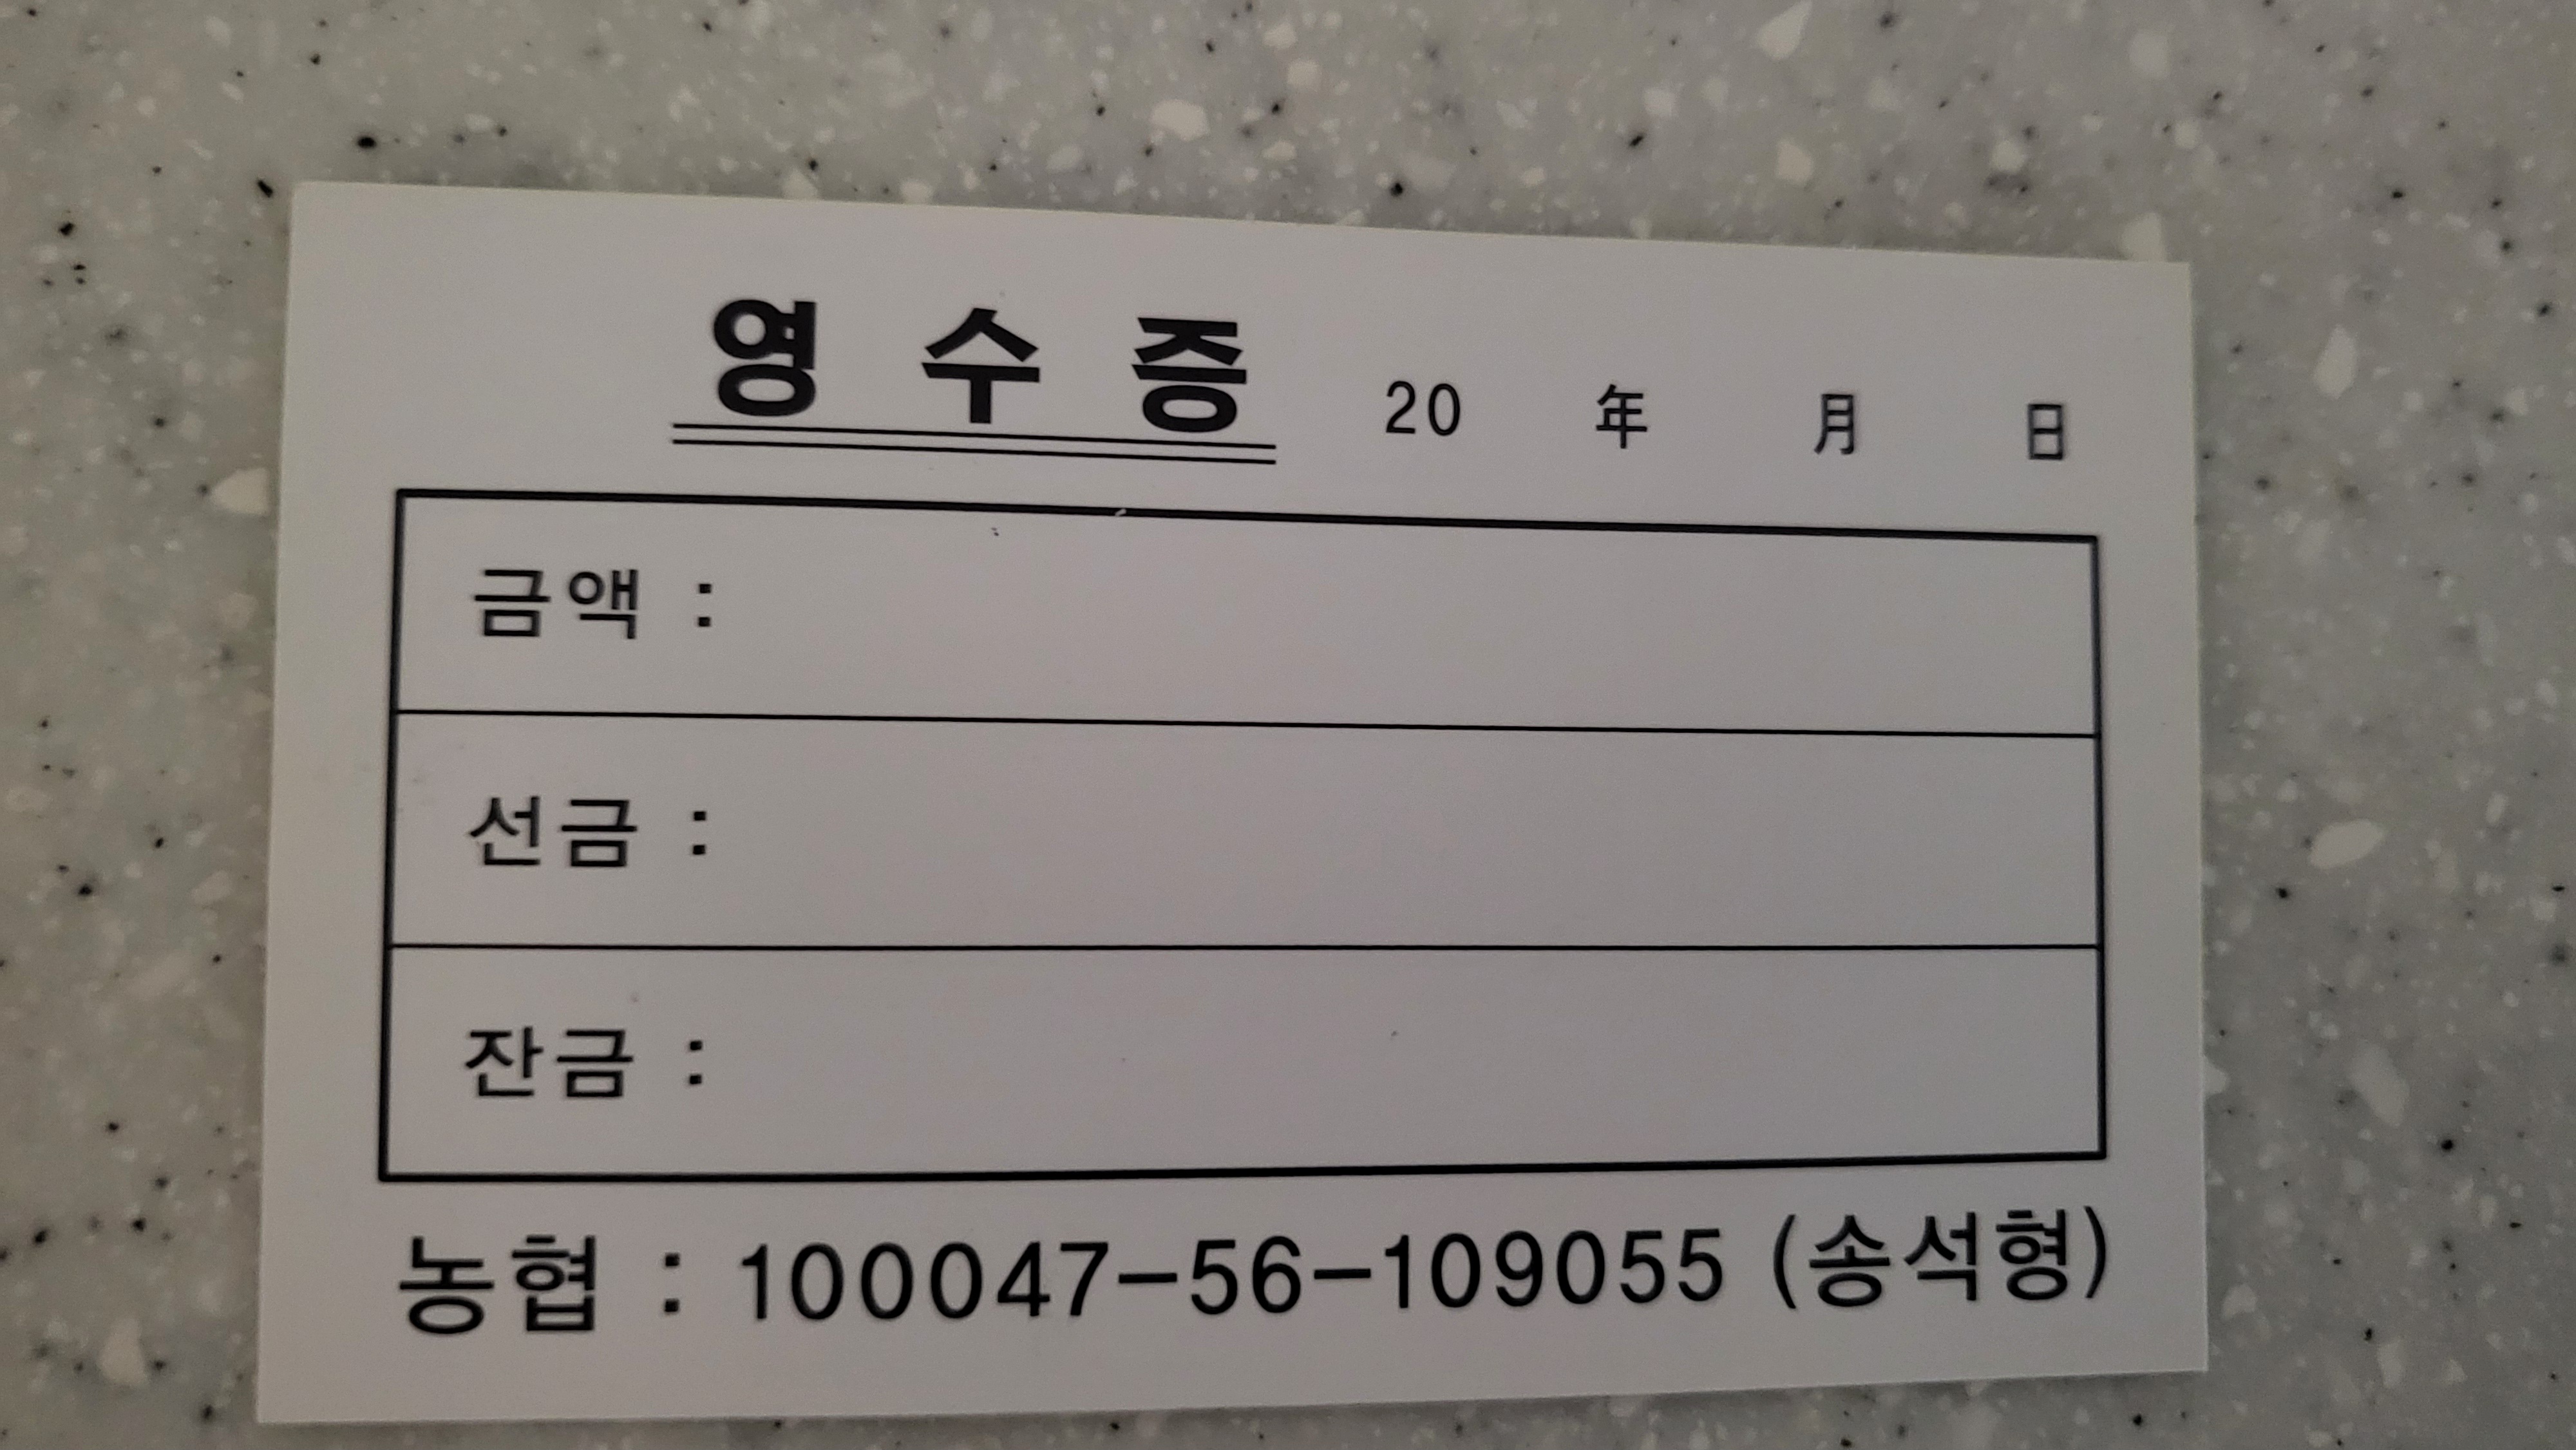 영 수 증 20 年 月 日
금액 :
선금 :
잔금 :
농협 : 100047-56-109055 (송석형)